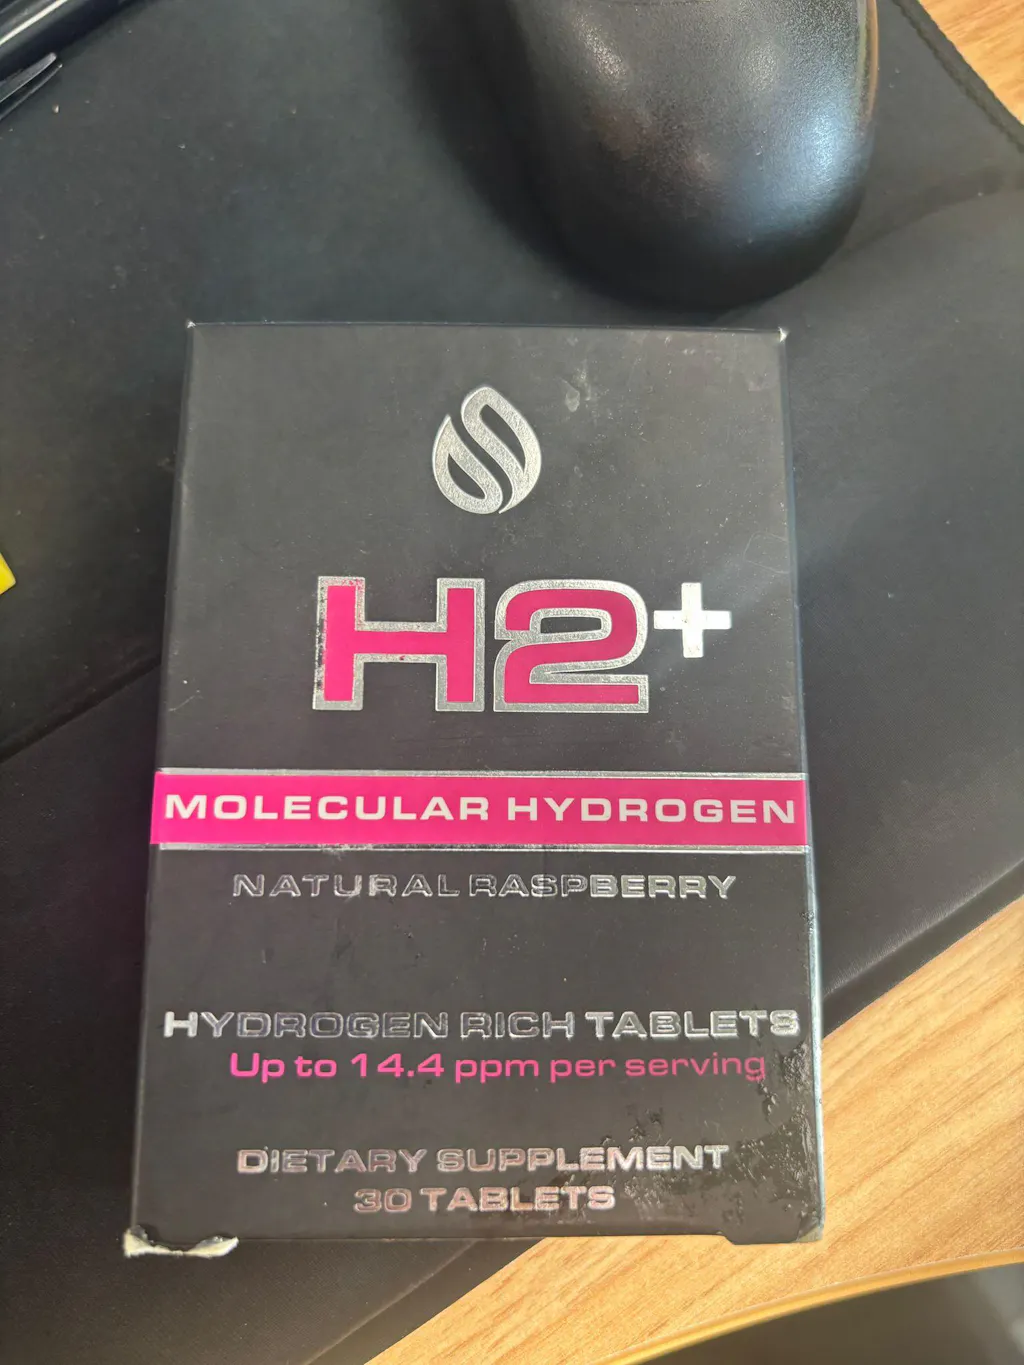 H2+
MOLECULAR HYDROGEN
NATURAL RASPBERRY
HYDROGEN RICH TABLETS
Up to 14.4 ppm per serving
DIETARY SUPPLEMENT
30 TABLETS